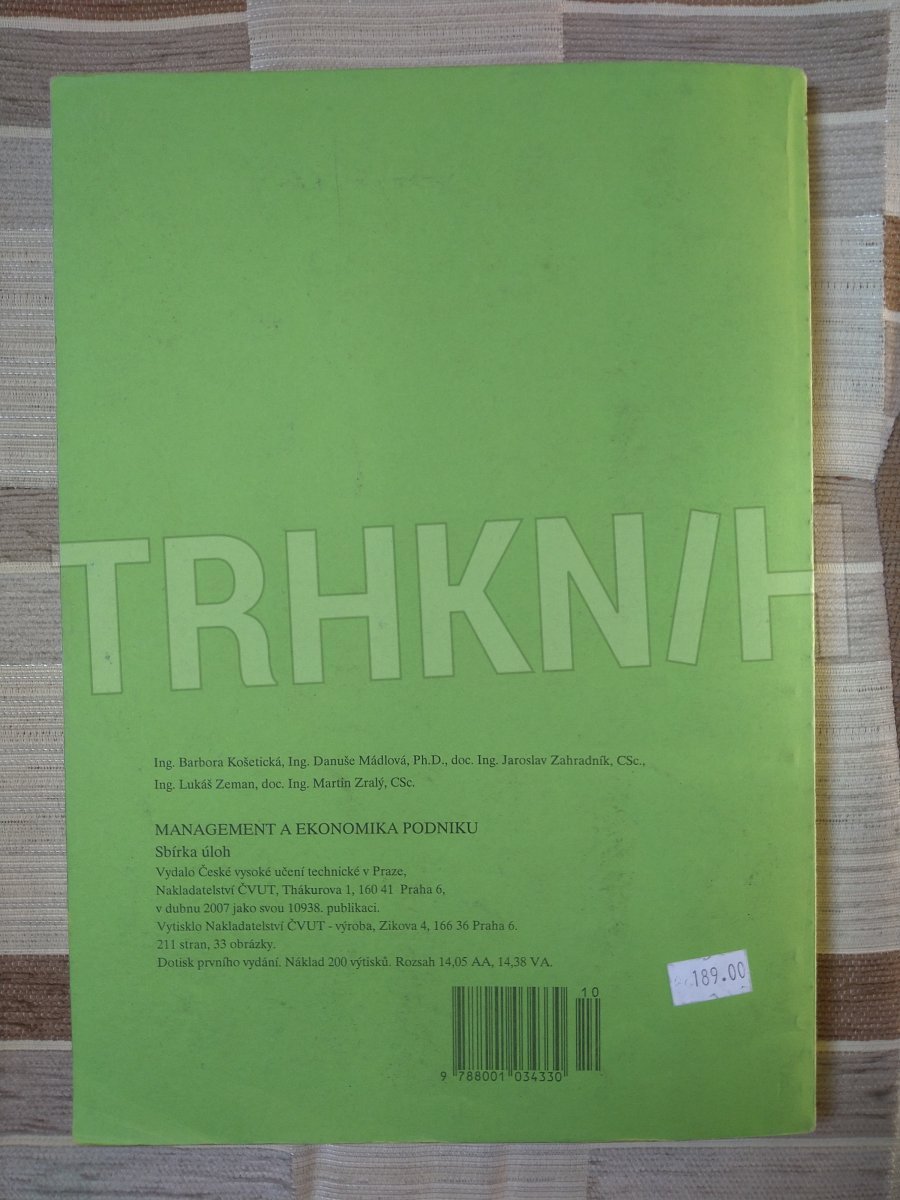 TRHKNIH
Ing. Barbora Košetická, Ing. Danuše Mádlová, Ph.D., doc. Ing. Jaroslav Zahradník, CSc.,
Ing. Lukáš Zeman, doc. Ing. Martin Zralý, CSc.
MANAGEMENT A EKONOMIKA PODNIKU
Sbírka úloh
Vydalo České vysoké učení technické v Praze,
Nakladatelství ČVUT, Thákurova 1, 160 41 Praha 6,
v dubnu 2007 jako svou 10938. publikaci.
Vytisklo Nakladatelství ČVUT - výroba, Zikova 4, 166 36 Praha 6.
211 stran, 33 obrázky.
Dotisk prvního vydání. Náklad 200 výtisků. Rozsah 14,05 AA, 14,38 VA.
189.00
10
9 788001 034330